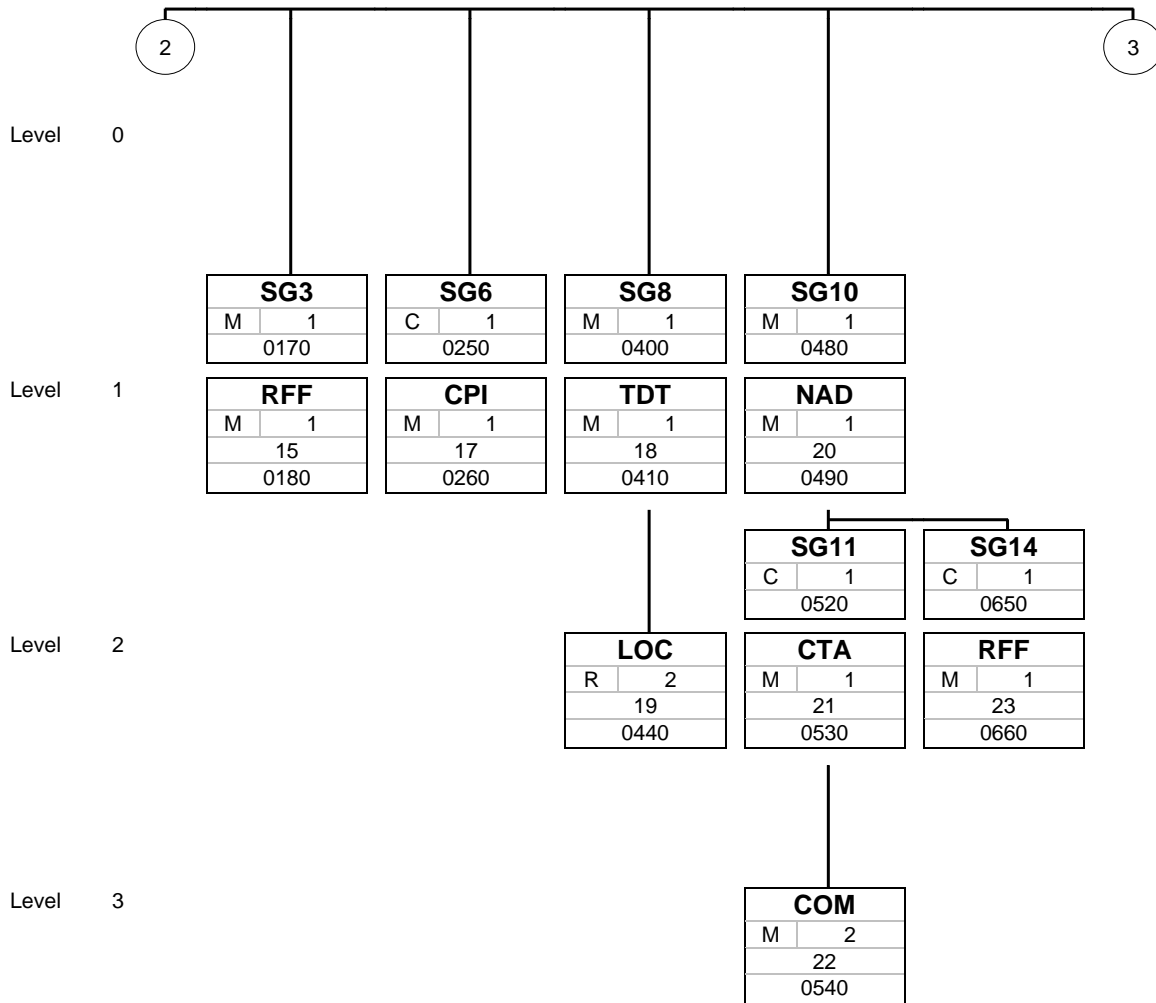 2 3
Level 0
SG3 SG6 SG8 SG10
M 1 C 1 M 1 M 1
0170 0250 0400 0480
Level 1
RFF CPI TDT NAD
M 1 M 1 M 1 M 1
15 17 18 20
0180 0260 0410 0490
SG11 SG14
C 1 C 1
0520 0650
Level 2
LOC CTA RFF
R 2 M 1 M 1
19 21 23
0440 0530 0660
Level 3
COM
M 2
22
0540